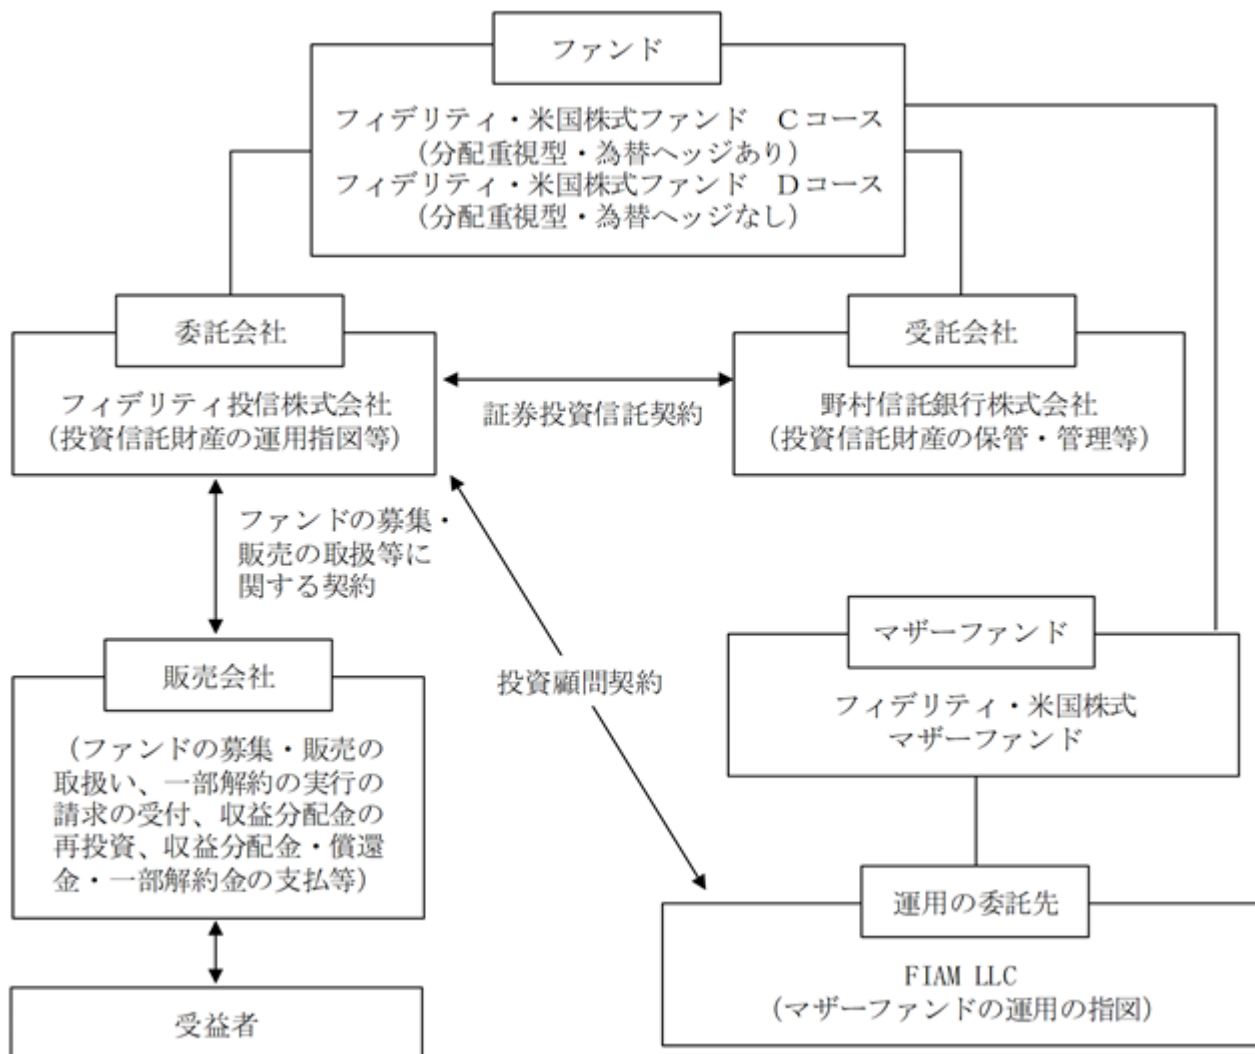 ファンド
フィデリティ・米国株式ファンド　Cコース
（分配重視型・為替ヘッジあり）
フィデリティ・米国株式ファンド　Dコース
（分配重視型・為替ヘッジなし）
委託会社
フィデリティ投信株式会社
（投資信託財産の運用指図等）
証券投資信託契約
受託会社
野村信託銀行株式会社
（投資信託財産の保管・管理等）
ファンドの募集・
販売の取扱等に
関する契約
投資顧問契約
マザーファンド
フィデリティ・米国株式
マザーファンド
販売会社
（ファンドの募集・販売の
取扱い、一部解約の実行の
請求の受付、収益分配金の
再投資、収益分配金・償還
金・一部解約金の支払等）
運用の委託先
FIAM LLC
（マザーファンドの運用の指図）
受益者